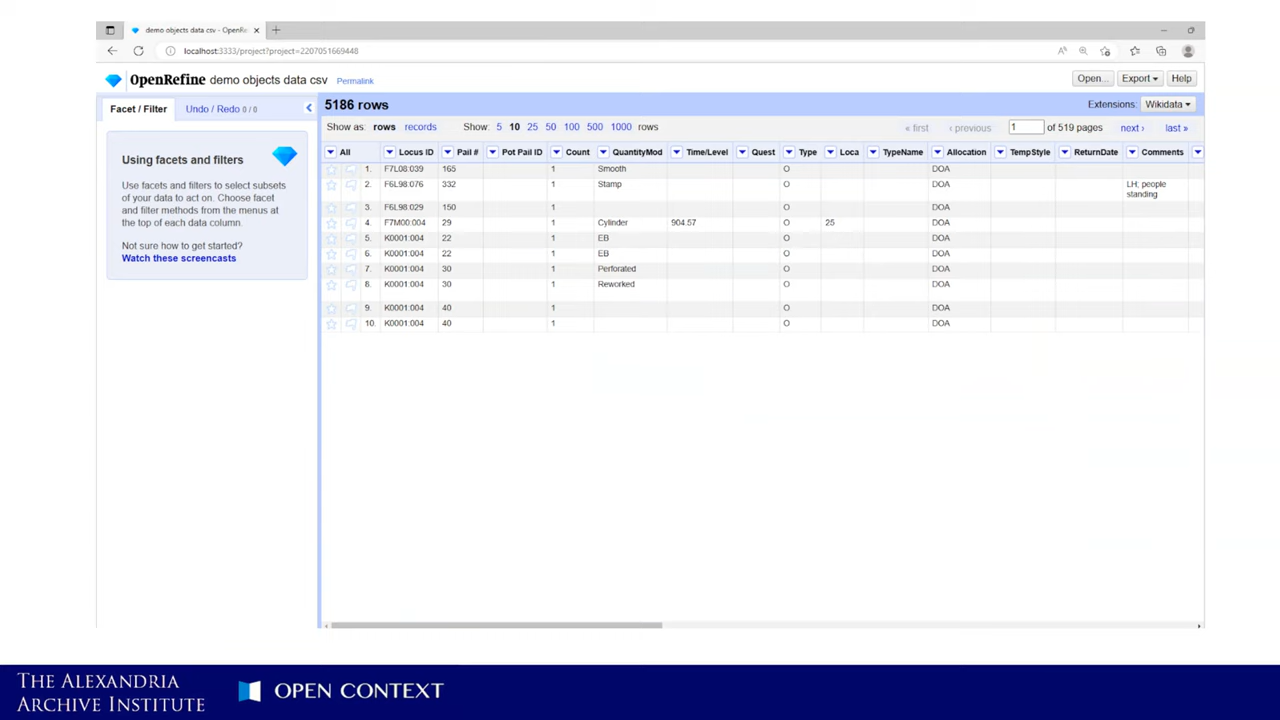 demo objects data csv - OpenRe
localhost:3333/project?project=2207051669448
OpenRefine demo objects data csv Permalink
Open... Export Help
Facet / Filter Undo / Redo 0 / 0
5186 rows
Extensions: Wikidata
Show as: rows records Show: 5 10 25 50 100 500 1000 rows
« first ‹ previous 1 of 519 pages next › last »
Using facets and filters
Use facets and filters to select subsets
of your data to act on. Choose facet
and filter methods from the menus at
the top of each data column.
Not sure how to get started?
Watch these screencasts
All Locus ID Pail # Pot Pail ID Count QuantityMod Time/Level Quest Type Loca TypeName Allocation TempStyle ReturnDate Comments
1. F7L08:039 165 1 Smooth O DOA
2. F6L98:076 332 1 Stamp O DOA LH; people
standing
3. F6L98:029 150 1 O DOA
4. F7M00:004 29 1 Cylinder 904.57 O 25 DOA
5. K0001:004 22 1 EB O DOA
6. K0001:004 22 1 EB O DOA
7. K0001:004 30 1 Perforated O DOA
8. K0001:004 30 1 Reworked O DOA
9. K0001:004 40 1 O DOA
10. K0001:004 40 1 O DOA
THE ALEXANDRIA
ARCHIVE INSTITUTE
OPEN CONTEXT